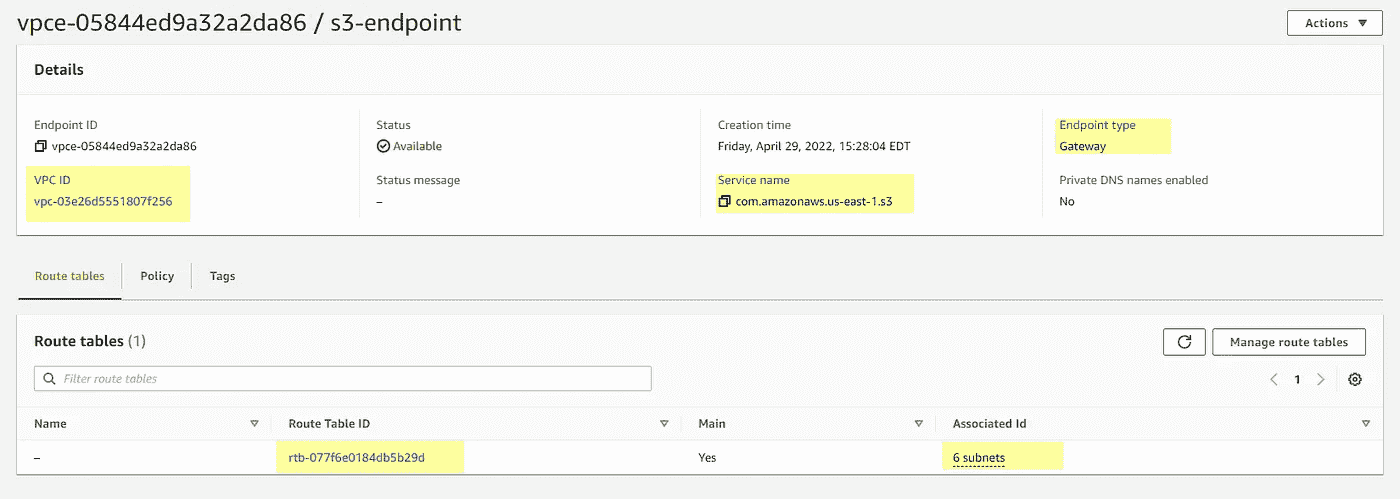 vpce-05844ed9a32a2da86 / s3-endpoint
Actions
Details
Endpoint ID
vpce-05844ed9a32a2da86
Status
Available
Creation time
Friday, April 29, 2022, 15:28:04 EDT
Endpoint type
Gateway
VPC ID
vpc-03e26d5551807f256
Status message
–
Service name
com.amazonaws.us-east-1.s3
Private DNS names enabled
No
Route tables
Policy
Tags
Route tables (1)
Manage route tables
Filter route tables
1
Name
Route Table ID
Main
Associated Id
–
rtb-077f6e0184db5b29d
Yes
6 subnets